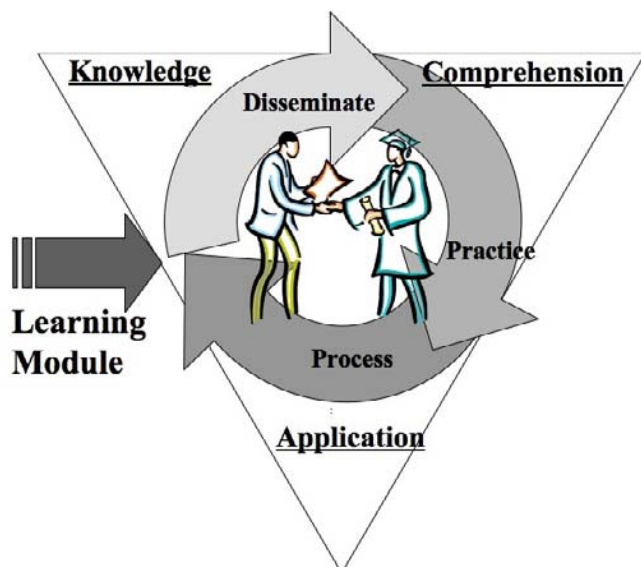 Knowledge
Comprehension
Disseminate
Practice
Learning
Module
Process
Application